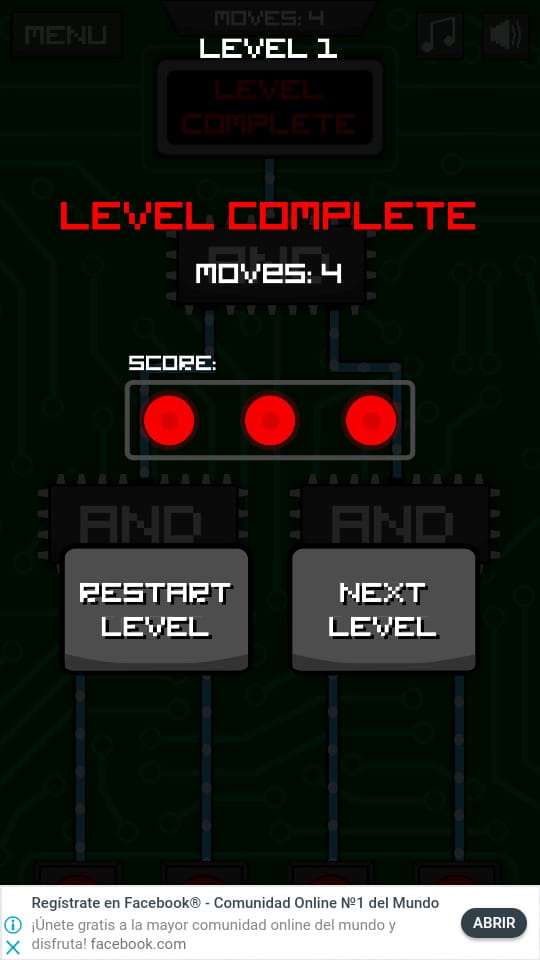 MOVES: 4
MENU
LEVEL 1
LEVEL
COMPLETE
LEVEL COMPLETE
AND
MOVES: 4
SCORE:
AND AND
RESTART
LEVEL
NEXT
LEVEL
Regístrate en Facebook® - Comunidad Online Nº1 del Mundo
¡Únete gratis a la mayor comunidad online del mundo y
disfruta! facebook.com
ABRIR